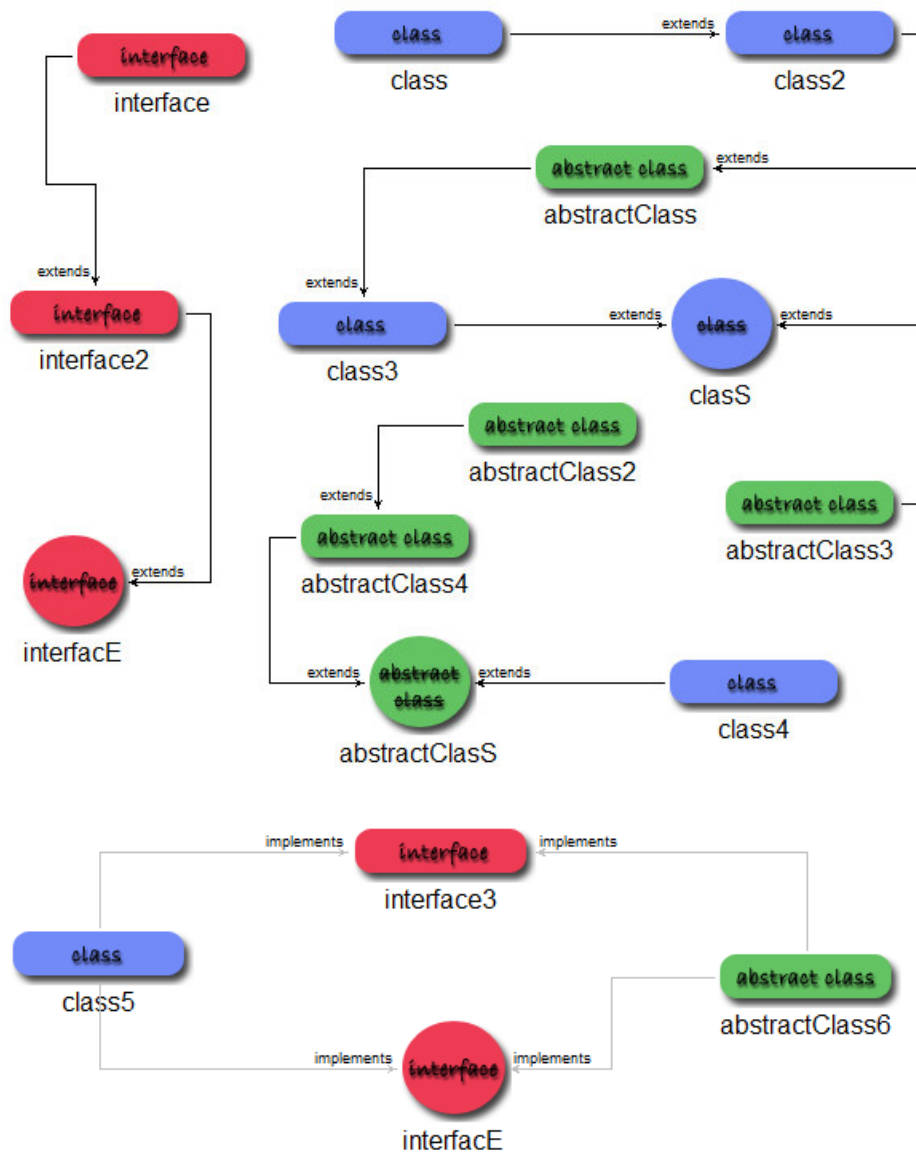 class
extends
class
interface
class
class2
interface
abstract class
extends
abstractClass
extends
extends
interface
class
extends
class
extends
interface2
class3
clasS
abstract class
abstractClass2
extends
abstract class
abstract class
abstractClass3
interface
extends
abstractClass4
interfacE
extends
abstract
class
extends
class
class4
abstractClasS
implements
interface
implements
interface3
class
class5
abstract class
abstractClass6
implements
interface
implements
interfacE